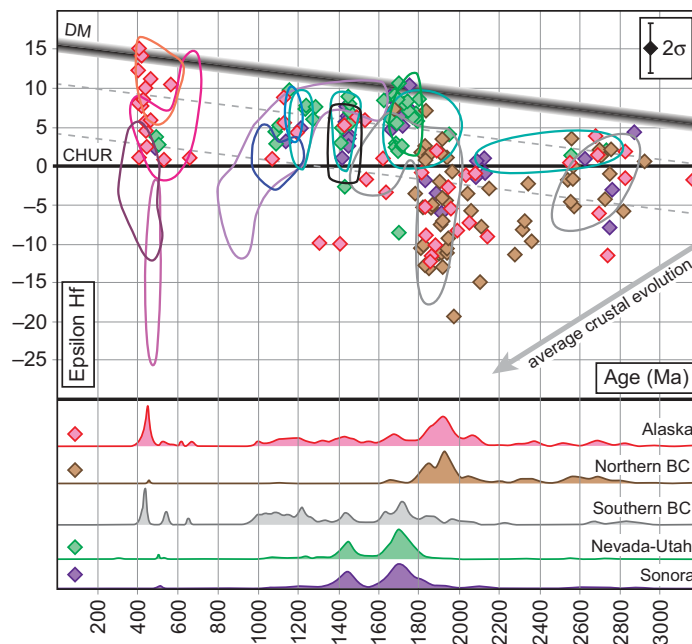 DM
15
10
5
CHUR
0
−5
−10
−15
−20
−25
Epsilon Hf
2σ
average crustal evolution
Age (Ma)
Alaska
Northern BC
Southern BC
Nevada-Utah
Sonora
200
400
600
800
1000
1200
1400
1600
1800
2000
2200
2400
2600
2800
3000